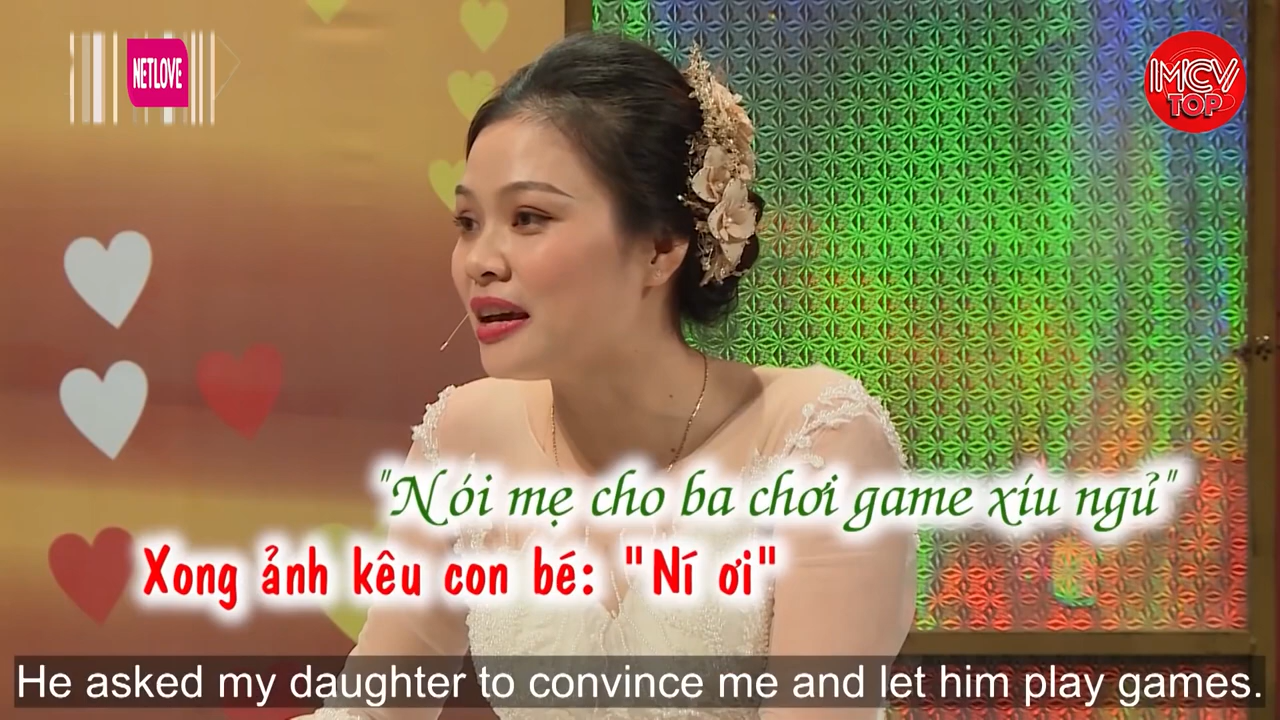 NETLOVE
MCV
TOP
"Nói mẹ cho ba chơi game xíu ngủ"
Xong ảnh kêu con bé: "Ní ơi"
He asked my daughter to convince me and let him play games.